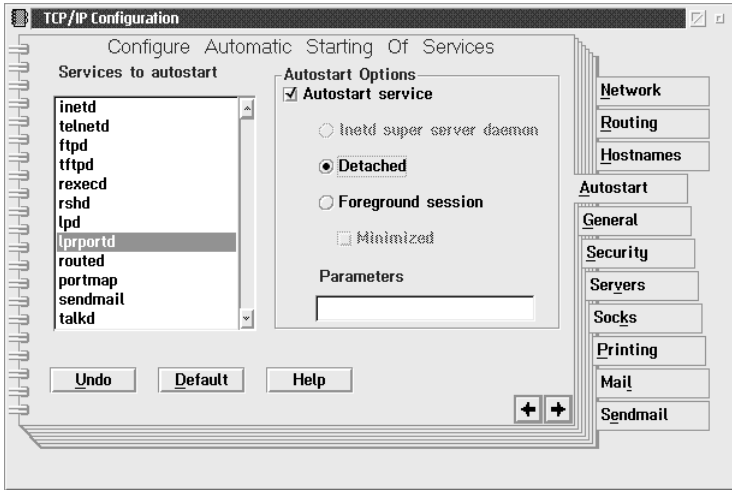 TCP/IP Configuration
Configure Automatic Starting Of Services
Services to autostart
inetd
telnetd
ftpd
tftpd
rexecd
rshd
lpd
lprportd
routed
portmap
sendmail
talkd
Autostart Options
Autostart service
Inetd super server daemon
Detached
Foreground session
Minimized
Parameters
Undo
Default
Help
Network
Routing
Hostnames
Autostart
General
Security
Servers
Socks
Printing
Mail
Sendmail